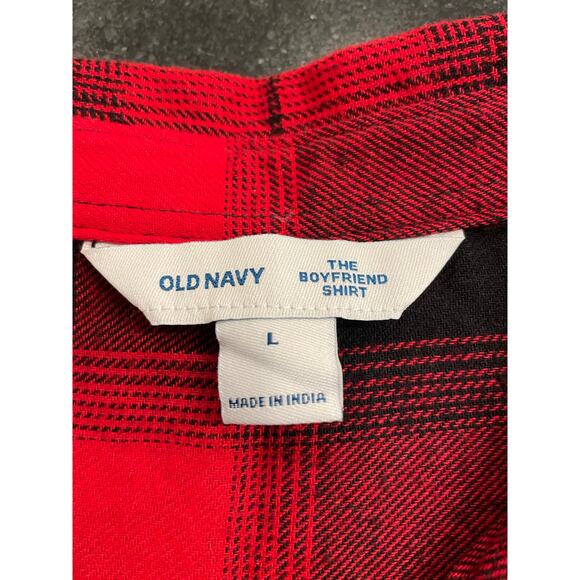 OLD NAVY
THE
BOYFRIEND
SHIRT
L
MADE IN INDIA